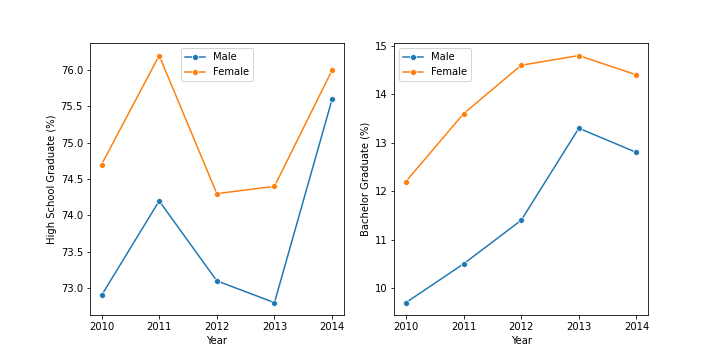 High School Graduate (%)
76.0
75.5
75.0
74.5
74.0
73.5
73.0
Male
Female
2010 2011 2012 2013 2014
Year
Bachelor Graduate (%)
15
14
13
12
11
10
Male
Female
2010 2011 2012 2013 2014
Year